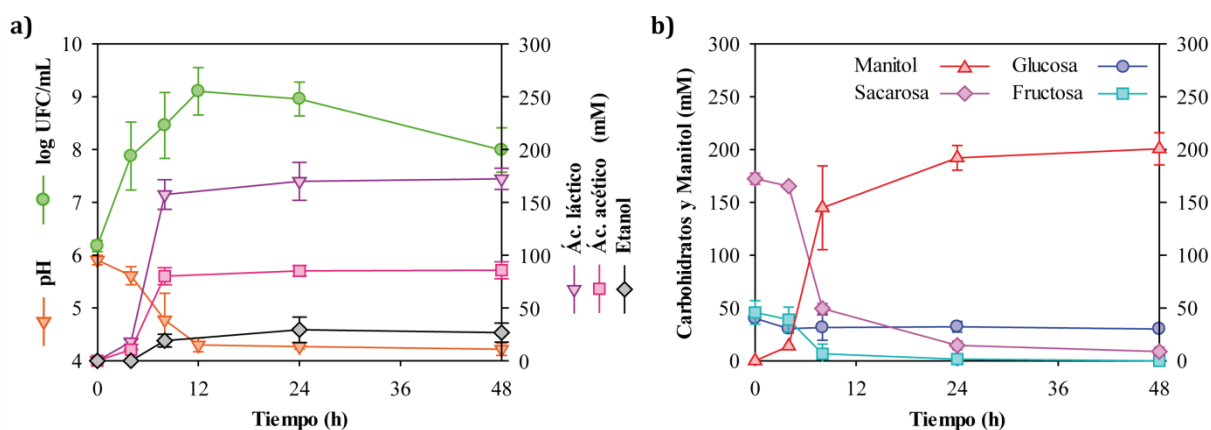 a)
10
9
8
7
6
5
4
300
250
200
150
100
50
0
0
12
24
36
48
Tiempo (h)
pH
log UFC/mL
Ác. láctico
Ác. acético
Etanol
(mM)
b)
300
250
200
150
100
50
0
300
250
200
150
100
50
0
0
12
24
36
48
Tiempo (h)
Carbohidratos y Manitol (mM)
Manitol
Glucosa
Sacarosa
Fructosa